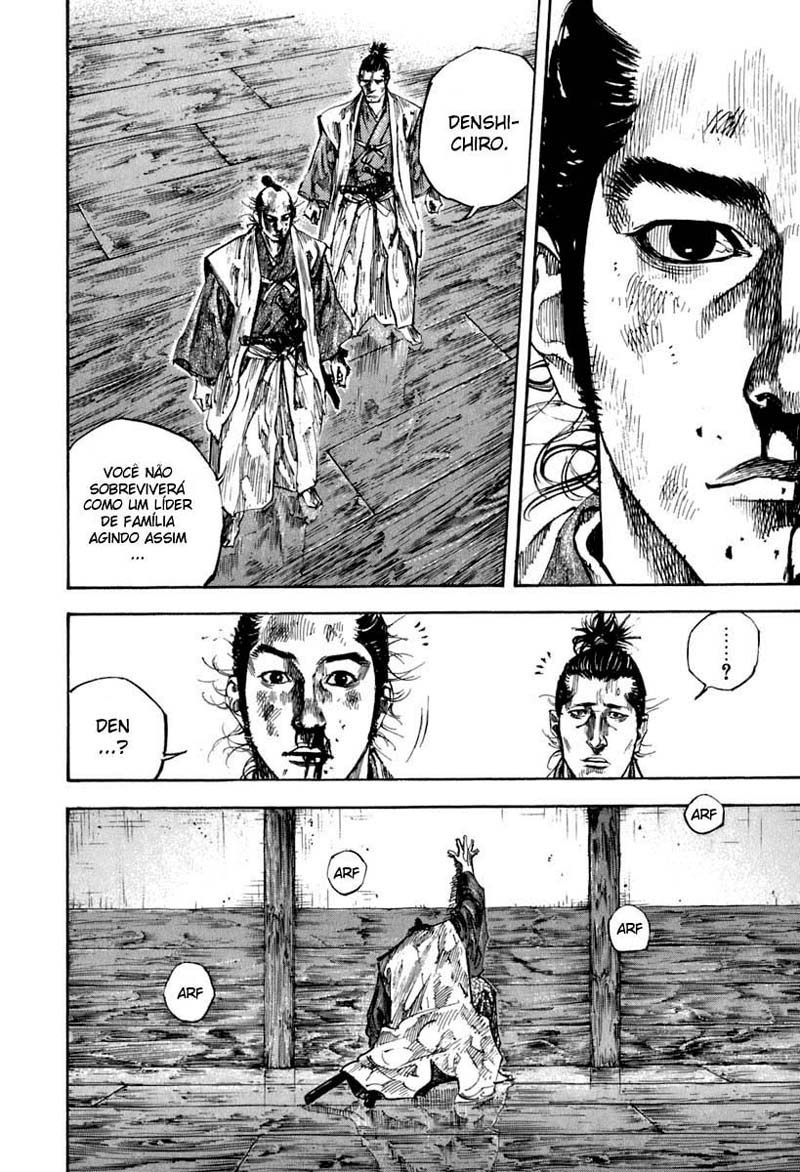 DENSHI-
CHIRO.
VOCÊ NÃO
SOBREVIVERÁ
COMO UM LÍDER
DE FAMÍLIA
AGINDO ASSIM
...
......
?
DEN
...?
ARF
ARF
ARF
ARF